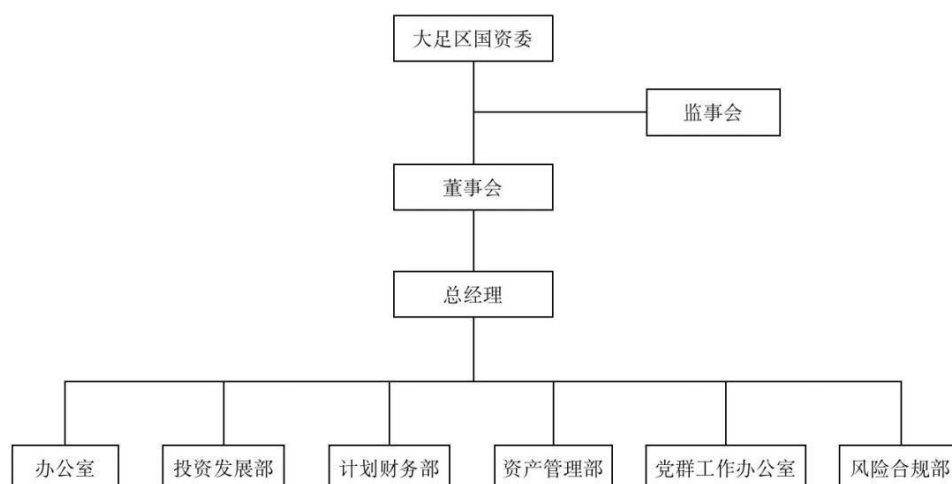 大足区国资委
监事会
董事会
总经理
办公室
投资发展部
计划财务部
资产管理部
党群工作办公室
风险合规部